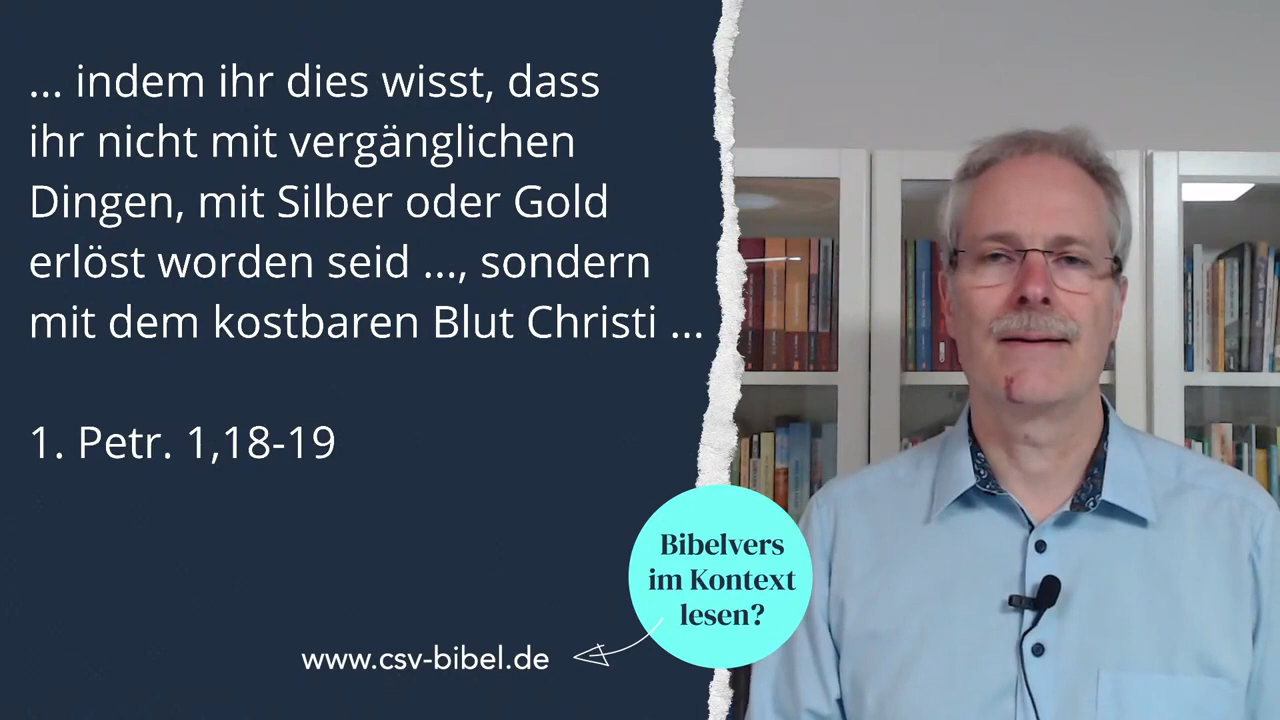 ... indem ihr dies wisst, dass
ihr nicht mit vergänglichen
Dingen, mit Silber oder Gold
erlöst worden seid ..., sondern
mit dem kostbaren Blut Christi ...
1. Petr. 1,18-19
Bibelvers
im Kontext
lesen?
www.csv-bibel.de